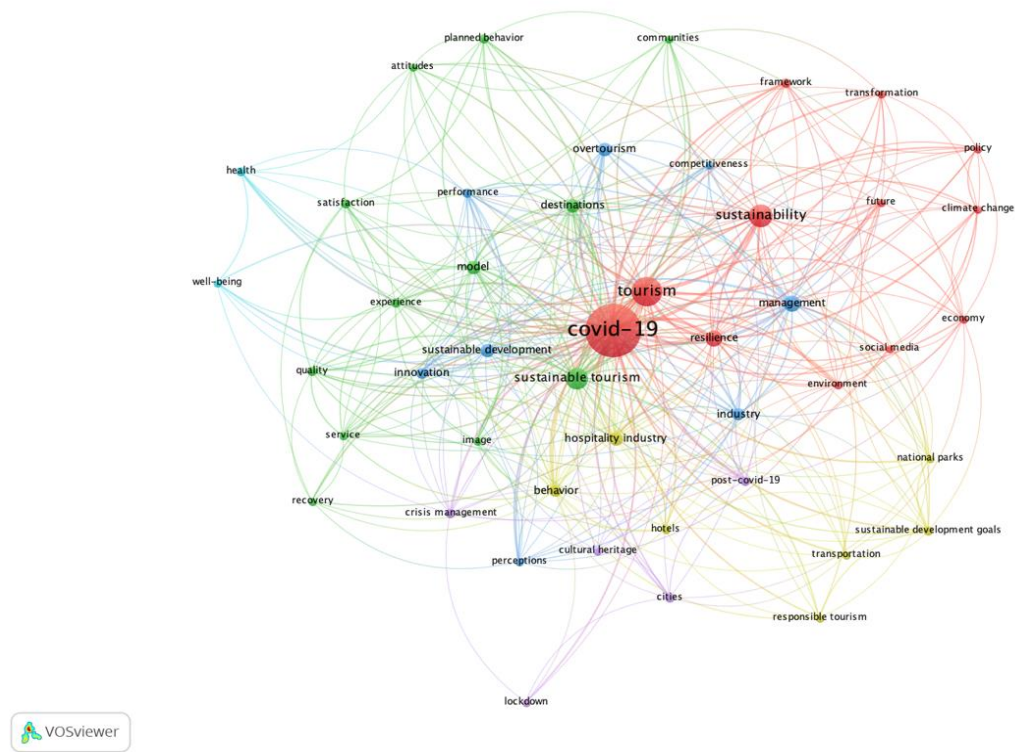 planned behavior
communities
attitudes
framework
transformation
overtourism
policy
competitiveness
health
performance
satisfaction
destinations
future
climate change
sustainability
model
well-being
tourism
experience
management
economy
covid-19
resilience
social media
sustainable development
quality
innovation
sustainable tourism
environment
industry
service
image
hospitality industry
national parks
post-covid-19
behavior
recovery
crisis management
hotels
sustainable development goals
cultural heritage
transportation
perceptions
cities
responsible tourism
lockdown
VOSviewer